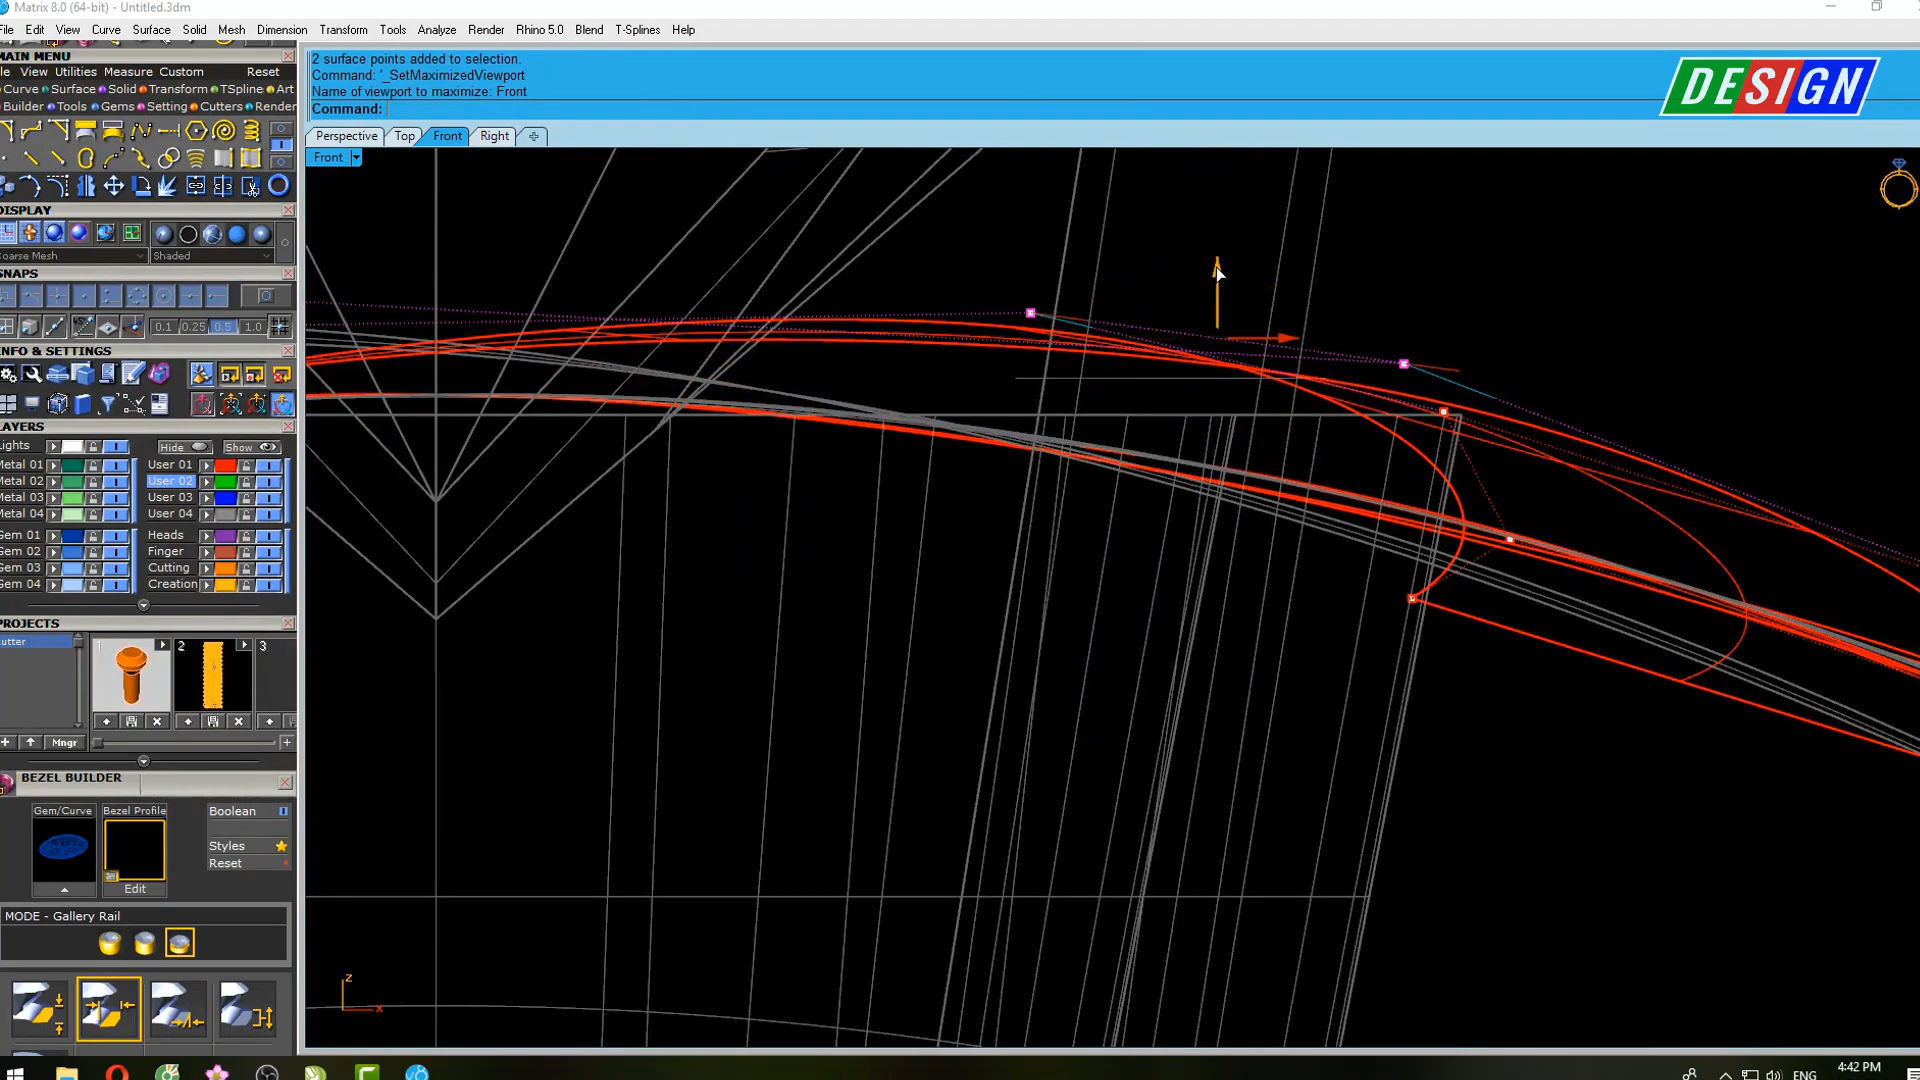 Matrix 8.0 (64-bit) - Untitled.3dm
File Edit View Curve Surface Solid Mesh Dimension Transform Tools Analyze Render Rhino 5.0 Blend T-Splines Help
MAIN MENU
le View Utilities Measure Custom Reset
Curve Surface Solid Transform TSpline Art
Builder Tools Gems Setting Cutters Render
DISPLAY
oarse Mesh Shaded
SNAPS
0.1 0.25 0.5 1.0
INFO & SETTINGS
LAYERS
Lights Hide Show
Metal 01 User 01
Metal 02 User 02
Metal 03 User 03
Metal 04 User 04
Gem 01 Heads
Gem 02 Finger
Gem 03 Cutting
Gem 04 Creation
PROJECTS
utter 1 2 3
Mngr
BEZEL BUILDER
Gem/Curve Bezel Profile Boolean
Styles
Reset
Edit
MODE - Gallery Rail
2 surface points added to selection.
Command: '_SetMaximizedViewport
Name of viewport to maximize: Front
Command:
DESIGN
Perspective Top Front Right
Front
z
x
ENG
4:42 PM